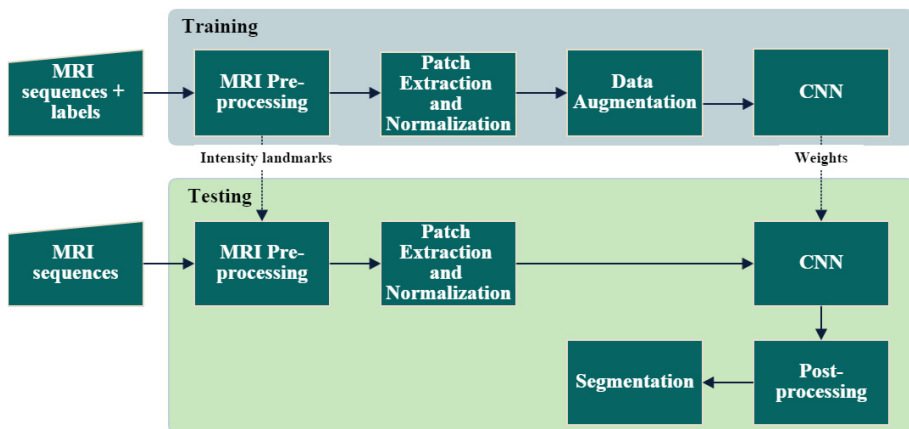 Training
MRI
sequences +
labels
MRI Pre-
processing
Patch
Extraction
and
Normalization
Data
Augmentation
CNN
Intensity landmarks
Weights
Testing
MRI
sequences
MRI Pre-
processing
Patch
Extraction
and
Normalization
CNN
Segmentation
Post-
processing